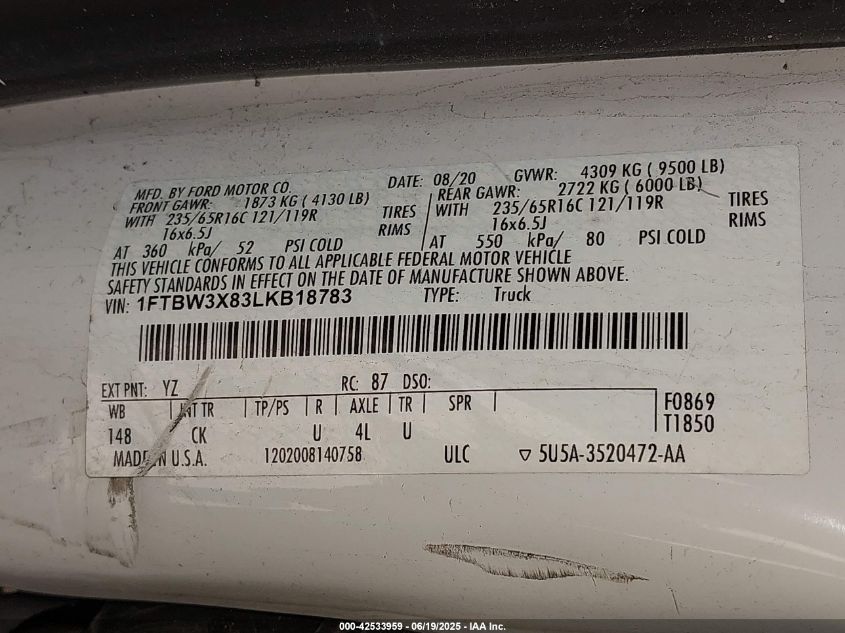 MFD. BY FORD MOTOR CO. DATE: 08/20 GVWR: 4309 KG ( 9500 LB)
FRONT GAWR: 1873 KG ( 4130 LB) REAR GAWR: 2722 KG ( 6000 LB)
WITH 235/65R16C 121/119R TIRES WITH 235/65R16C 121/119R TIRES
16x6.5J RIMS 16x6.5J RIMS
AT 360 kPa/ 52 PSI COLD AT 550 kPa/ 80 PSI COLD
THIS VEHICLE CONFORMS TO ALL APPLICABLE FEDERAL MOTOR VEHICLE
SAFETY STANDARDS IN EFFECT ON THE DATE OF MANUFACTURE SHOWN ABOVE.
VIN: 1FTBW3X83LKB18783 TYPE: Truck
EXT PNT: YZ RC: 87 DSO:
WB INT TR TP/PS R AXLE TR SPR F0869
148 CK U 4L U T1850
MADE IN U.S.A. 1202008140758 ULC ▽ 5U5A-3520472-AA
000-42533959 - 06/19/2025 - IAA Inc.